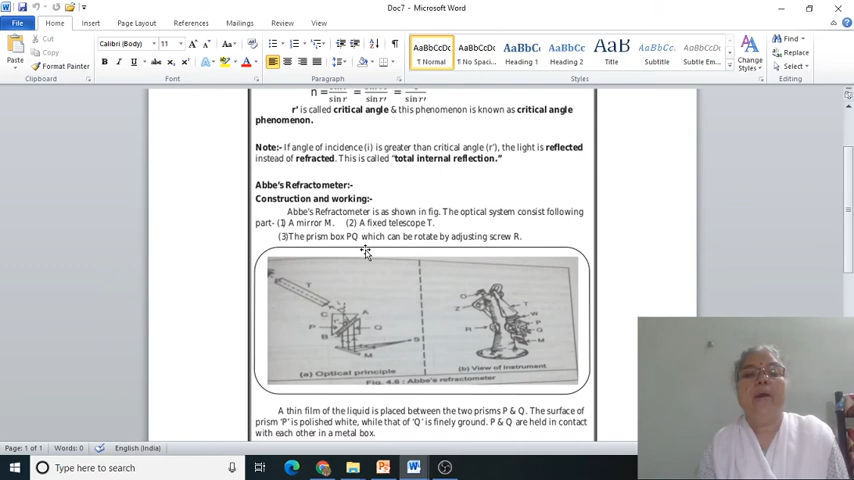 Doc7 - Microsoft Word
File Home Insert Page Layout References Mailings Review View
Paste
Cut
Copy
Format Painter
Clipboard
Calibri (Body) 11 A A Aa
B I U abc X₂ X² A A
Font
Paragraph
AaBbCcDc AaBbCcDc AaBbCc AaBbCc AaB AaBbCc. AaBbCcDc
¶ Normal ¶ No Spaci... Heading 1 Heading 2 Title Subtitle Subtle Em...
Styles
Change Styles
Find
Replace
Select
Editing
n = = =
sin r sin r'
r' is called critical angle & this phenomenon is known as critical angle
phenomenon.
Note:- If angle of incidence (i) is greater than critical angle (r'), the light is reflected
instead of refracted. This is called "total internal reflection."
Abbe's Refractometer:-
Construction and working:-
Abbe's Refractometer is as shown in fig. The optical system consist following
part- (1) A mirror M. (2) A fixed telescope T.
(3)The prism box PQ which can be rotate by adjusting screw R.
T
C A
P Q
B
S
M
O
Z T
W
R P
Q
M
(a) Optical principle
(b) View of instrument
Fig. 4.6 : Abbe's refractometer
A thin film of the liquid is placed between the two prisms P & Q. The surface of
prism 'P' is polished white, while that of 'Q' is finely ground. P & Q are held in contact
with each other in a metal box.
Page: 1 of 1 Words: 0 English (India) 100%
Type here to search